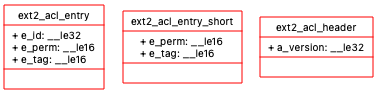 ext2_acl_entry
+ e_id: __le32
+ e_perm: __le16
+ e_tag: __le16
ext2_acl_entry_short
+ e_perm: __le16
+ e_tag: __le16
ext2_acl_header
+ a_version: __le32